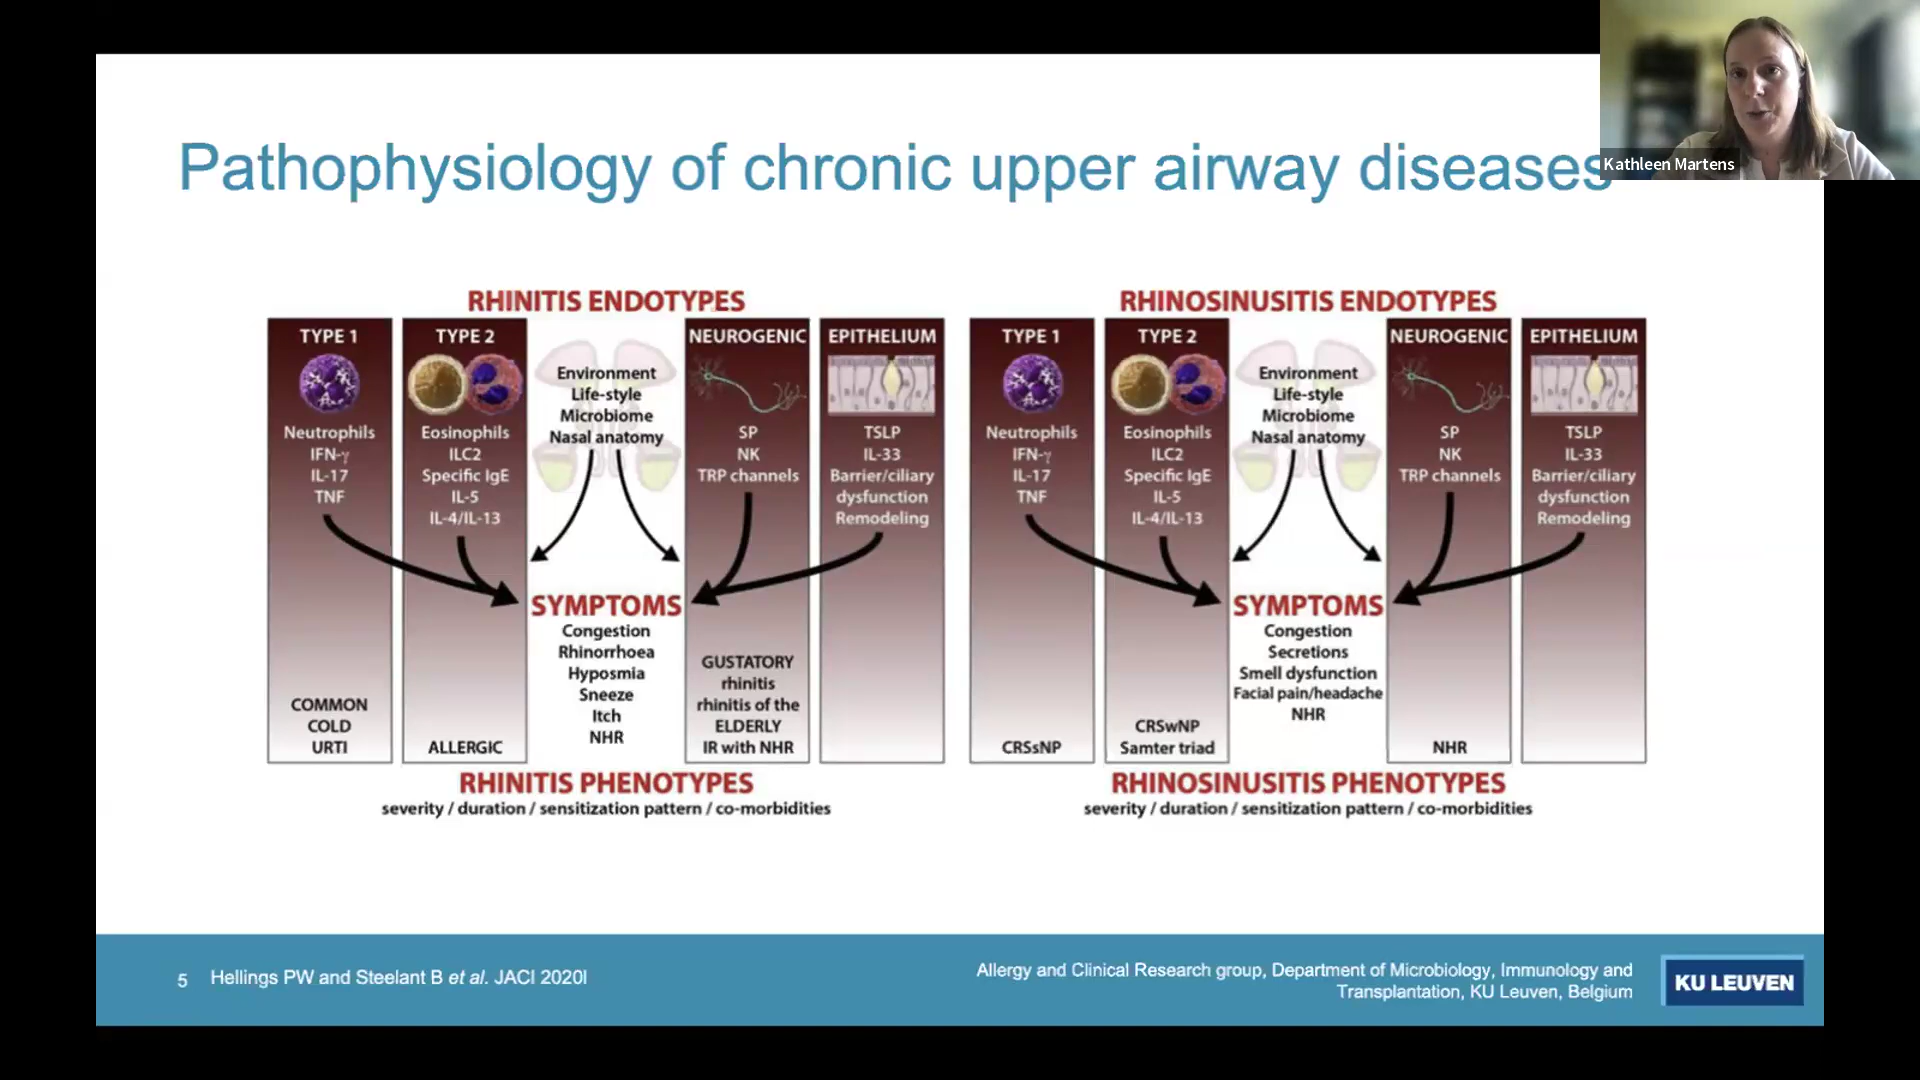 Kathleen Martens
Pathophysiology of chronic upper airway diseases
RHINITIS ENDOTYPES
TYPE 1
Neutrophils
IFN-γ
IL-17
TNF
COMMON
COLD
URTI
TYPE 2
Eosinophils
ILC2
Specific IgE
IL-5
IL-4/IL-13
ALLERGIC
Environment
Life-style
Microbiome
Nasal anatomy
SYMPTOMS
Congestion
Rhinorrhoea
Hyposmia
Sneeze
Itch
NHR
NEUROGENIC
SP
NK
TRP channels
GUSTATORY
rhinitis
rhinitis of the
ELDERLY
IR with NHR
EPITHELIUM
TSLP
IL-33
Barrier/ciliary
dysfunction
Remodeling
RHINITIS PHENOTYPES
severity / duration / sensitization pattern / co-morbidities
RHINOSINUSITIS ENDOTYPES
TYPE 1
Neutrophils
IFN-γ
IL-17
TNF
CRSsNP
TYPE 2
Eosinophils
ILC2
Specific IgE
IL-5
IL-4/IL-13
CRSwNP
Samter triad
Environment
Life-style
Microbiome
Nasal anatomy
SYMPTOMS
Congestion
Secretions
Smell dysfunction
Facial pain/headache
NHR
NEUROGENIC
SP
NK
TRP channels
NHR
EPITHELIUM
TSLP
IL-33
Barrier/ciliary
dysfunction
Remodeling
RHINOSINUSITIS PHENOTYPES
severity / duration / sensitization pattern / co-morbidities
5 Hellings PW and Steelant B et al. JACI 2020l
Allergy and Clinical Research group, Department of Microbiology, Immunology and
Transplantation, KU Leuven, Belgium
KU LEUVEN